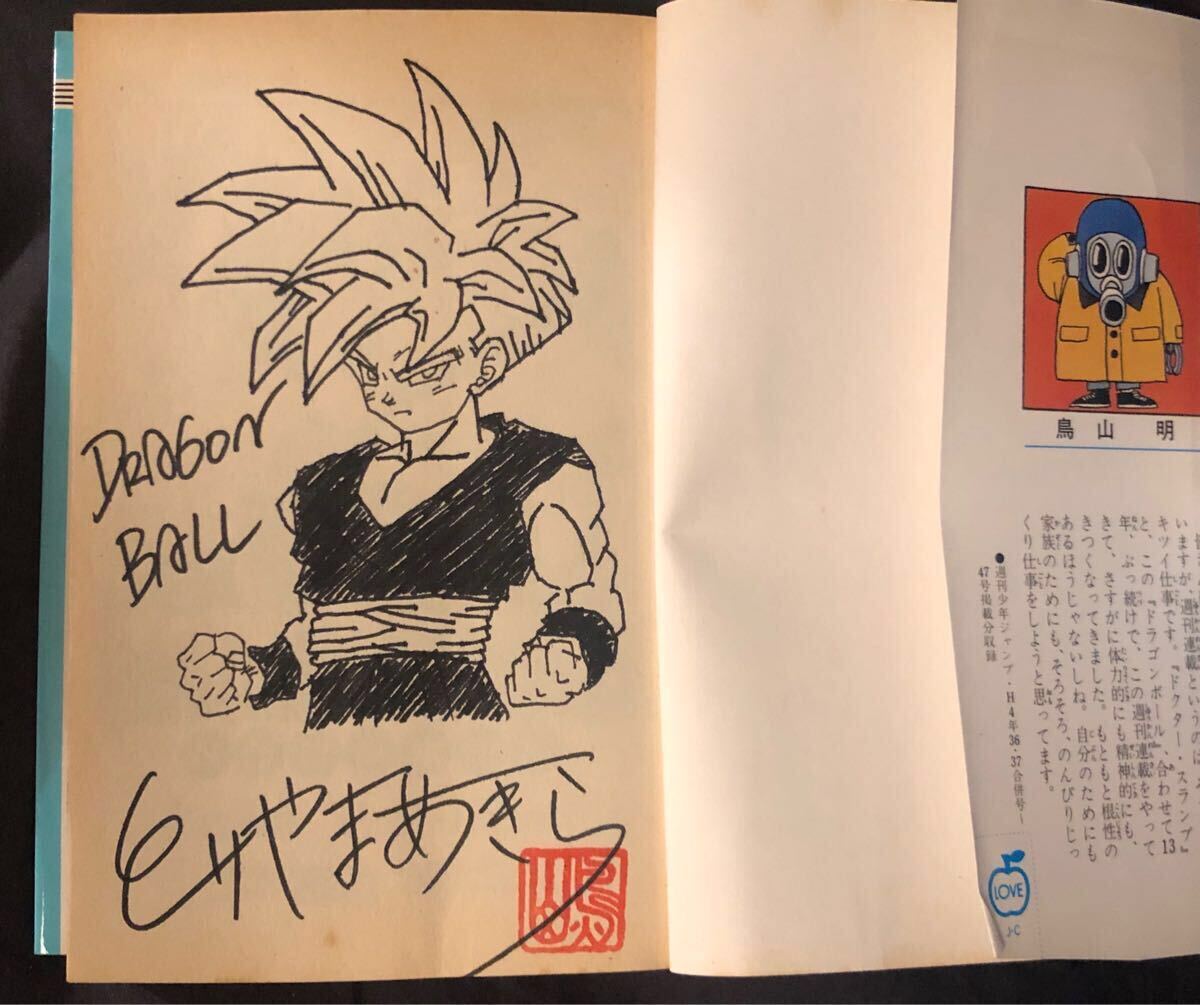 DRAGON
BALL
とりやまあきら
鳥山
鳥山 明
いますが、週刊連載というのは、
キツイ仕事です。『ドクター・スランプ』
と、この『ドラゴンボール』、合わせて13
年、ぶっ続けで、この週刊連載をやって
きて、さすがに体力的にも精神的にも、
きつくなってきました。もともと根性の
あるほうじゃないしね。自分のためにも
家族のためにも、そろそろ、のんびりじっ
くり仕事をしようと思ってます。
●週刊少年ジャンプ・H4年36・37合併号～
47号掲載分収録
LOVE
J・C